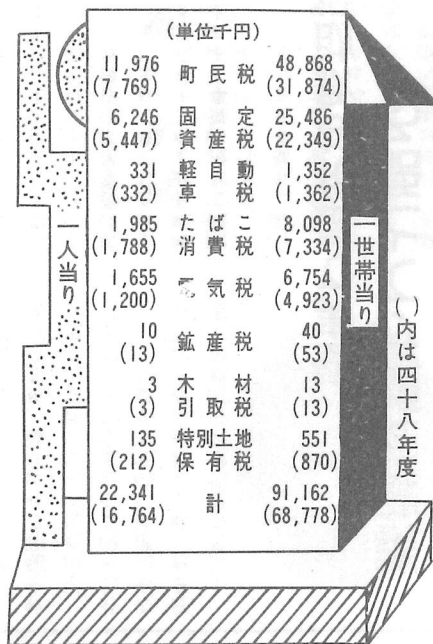 (単位千円)
11,976 町民税 48,868
(7,769) (31,874)
6,246 固定 25,486
(5,447) 資産税 (22,349)
331 軽自動 1,352
(332) 車税 (1,362)
1,985 たばこ 8,098
(1,788) 消費税 (7,334)
1,655 気税 6,754
(1,200) (4,923)
10 鉱産税 40
(13) (53)
3 木材 13
(3) 引取税 (13)
135 特別土地 551
(212) 保有税 (870)
22,341 計 91,162
(16,764) (68,778)
一人当り
一世帯当り
( )内は四十八年度